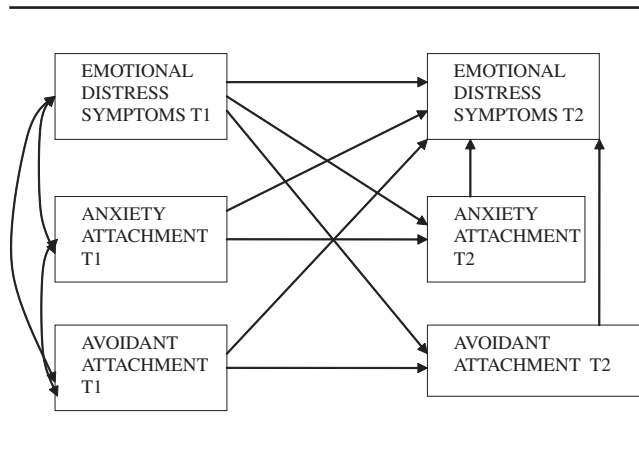 EMOTIONAL
DISTRESS
SYMPTOMS T1
EMOTIONAL
DISTRESS
SYMPTOMS T2
ANXIETY
ATTACHMENT
T1
ANXIETY
ATTACHMENT
T2
AVOIDANT
ATTACHMENT
T1
AVOIDANT
ATTACHMENT T2